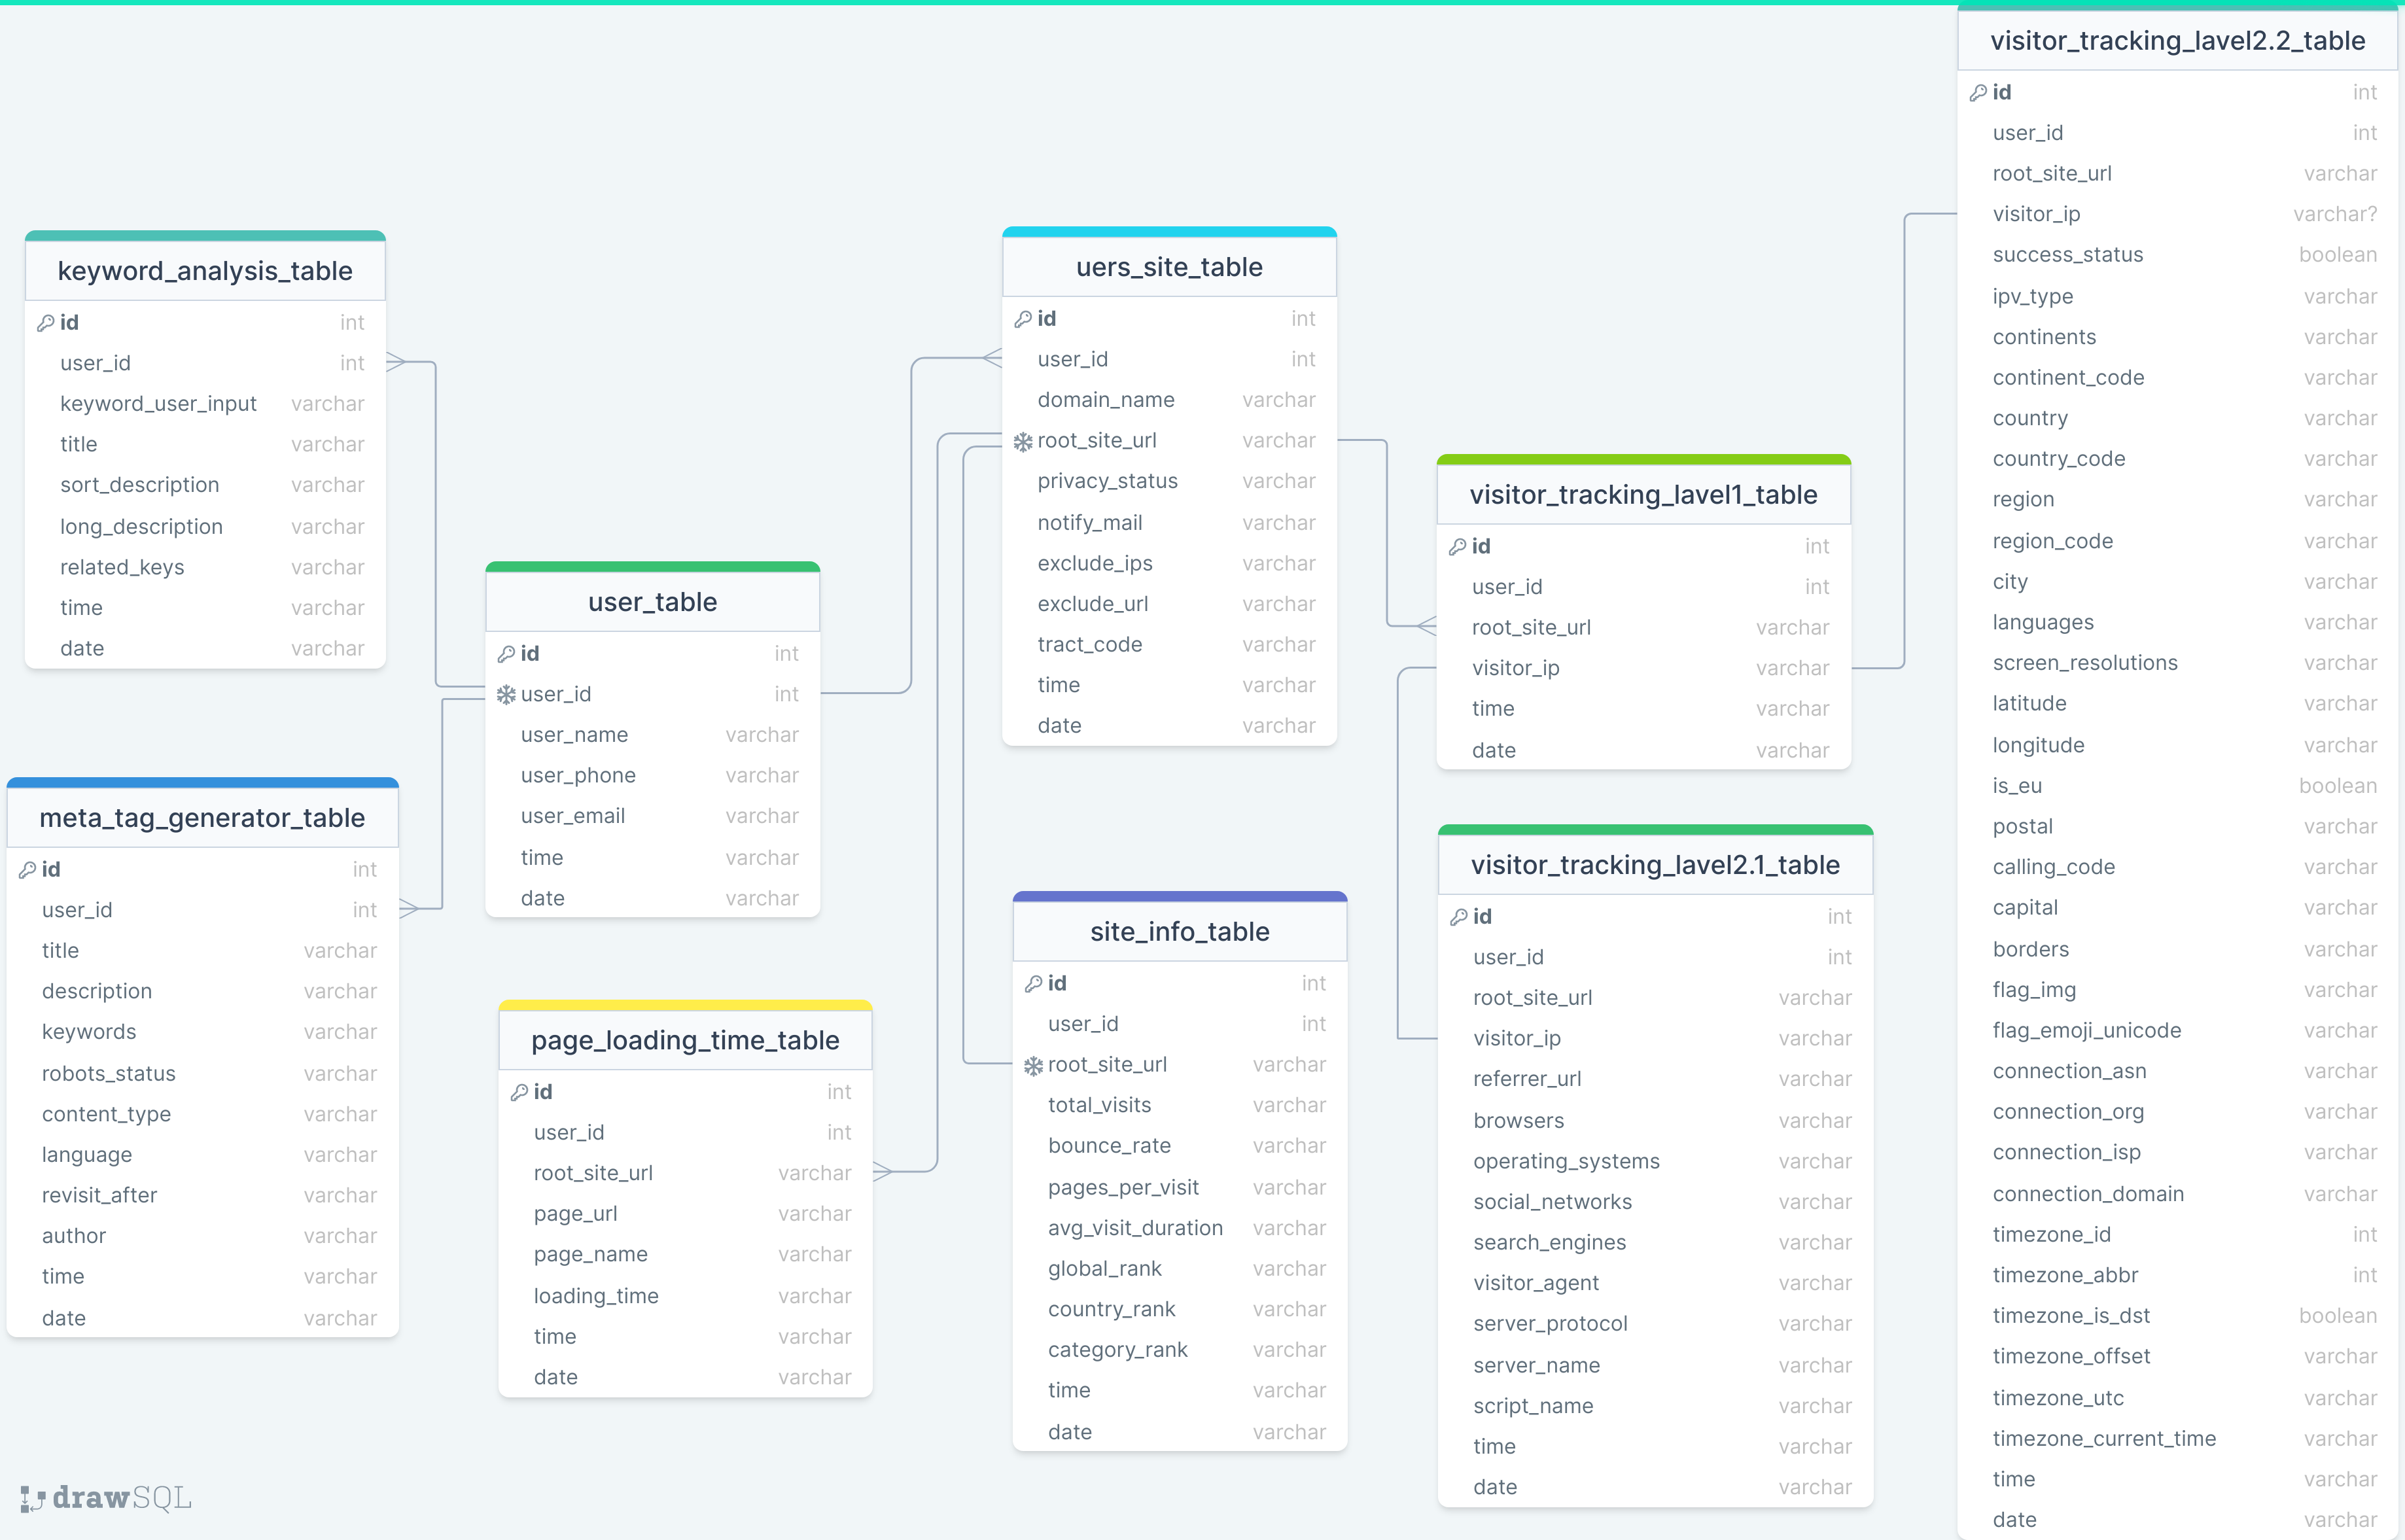 keyword_analysis_table
id int
user_id int
keyword_user_input varchar
title varchar
sort_description varchar
long_description varchar
related_keys varchar
time varchar
date varchar
meta_tag_generator_table
id int
user_id int
title varchar
description varchar
keywords varchar
robots_status varchar
content_type varchar
language varchar
revisit_after varchar
author varchar
time varchar
date varchar
user_table
id int
user_id int
user_name varchar
user_phone varchar
user_email varchar
time varchar
date varchar
page_loading_time_table
id int
user_id int
root_site_url varchar
page_url varchar
page_name varchar
loading_time varchar
time varchar
date varchar
uers_site_table
id int
user_id int
domain_name varchar
root_site_url varchar
privacy_status varchar
notify_mail varchar
exclude_ips varchar
exclude_url varchar
tract_code varchar
time varchar
date varchar
site_info_table
id int
user_id int
root_site_url varchar
total_visits varchar
bounce_rate varchar
pages_per_visit varchar
avg_visit_duration varchar
global_rank varchar
country_rank varchar
category_rank varchar
time varchar
date varchar
visitor_tracking_lavel1_table
id int
user_id int
root_site_url varchar
visitor_ip varchar
time varchar
date varchar
visitor_tracking_lavel2.1_table
id int
user_id int
root_site_url varchar
visitor_ip varchar
referrer_url varchar
browsers varchar
operating_systems varchar
social_networks varchar
search_engines varchar
visitor_agent varchar
server_protocol varchar
server_name varchar
script_name varchar
time varchar
date varchar
visitor_tracking_lavel2.2_table
id int
user_id int
root_site_url varchar
visitor_ip varchar?
success_status boolean
ipv_type varchar
continents varchar
continent_code varchar
country varchar
country_code varchar
region varchar
region_code varchar
city varchar
languages varchar
screen_resolutions varchar
latitude varchar
longitude varchar
is_eu boolean
postal varchar
calling_code varchar
capital varchar
borders varchar
flag_img varchar
flag_emoji_unicode varchar
connection_asn varchar
connection_org varchar
connection_isp varchar
connection_domain varchar
timezone_id int
timezone_abbr int
timezone_is_dst boolean
timezone_offset varchar
timezone_utc varchar
timezone_current_time varchar
time varchar
date varchar
drawSQL